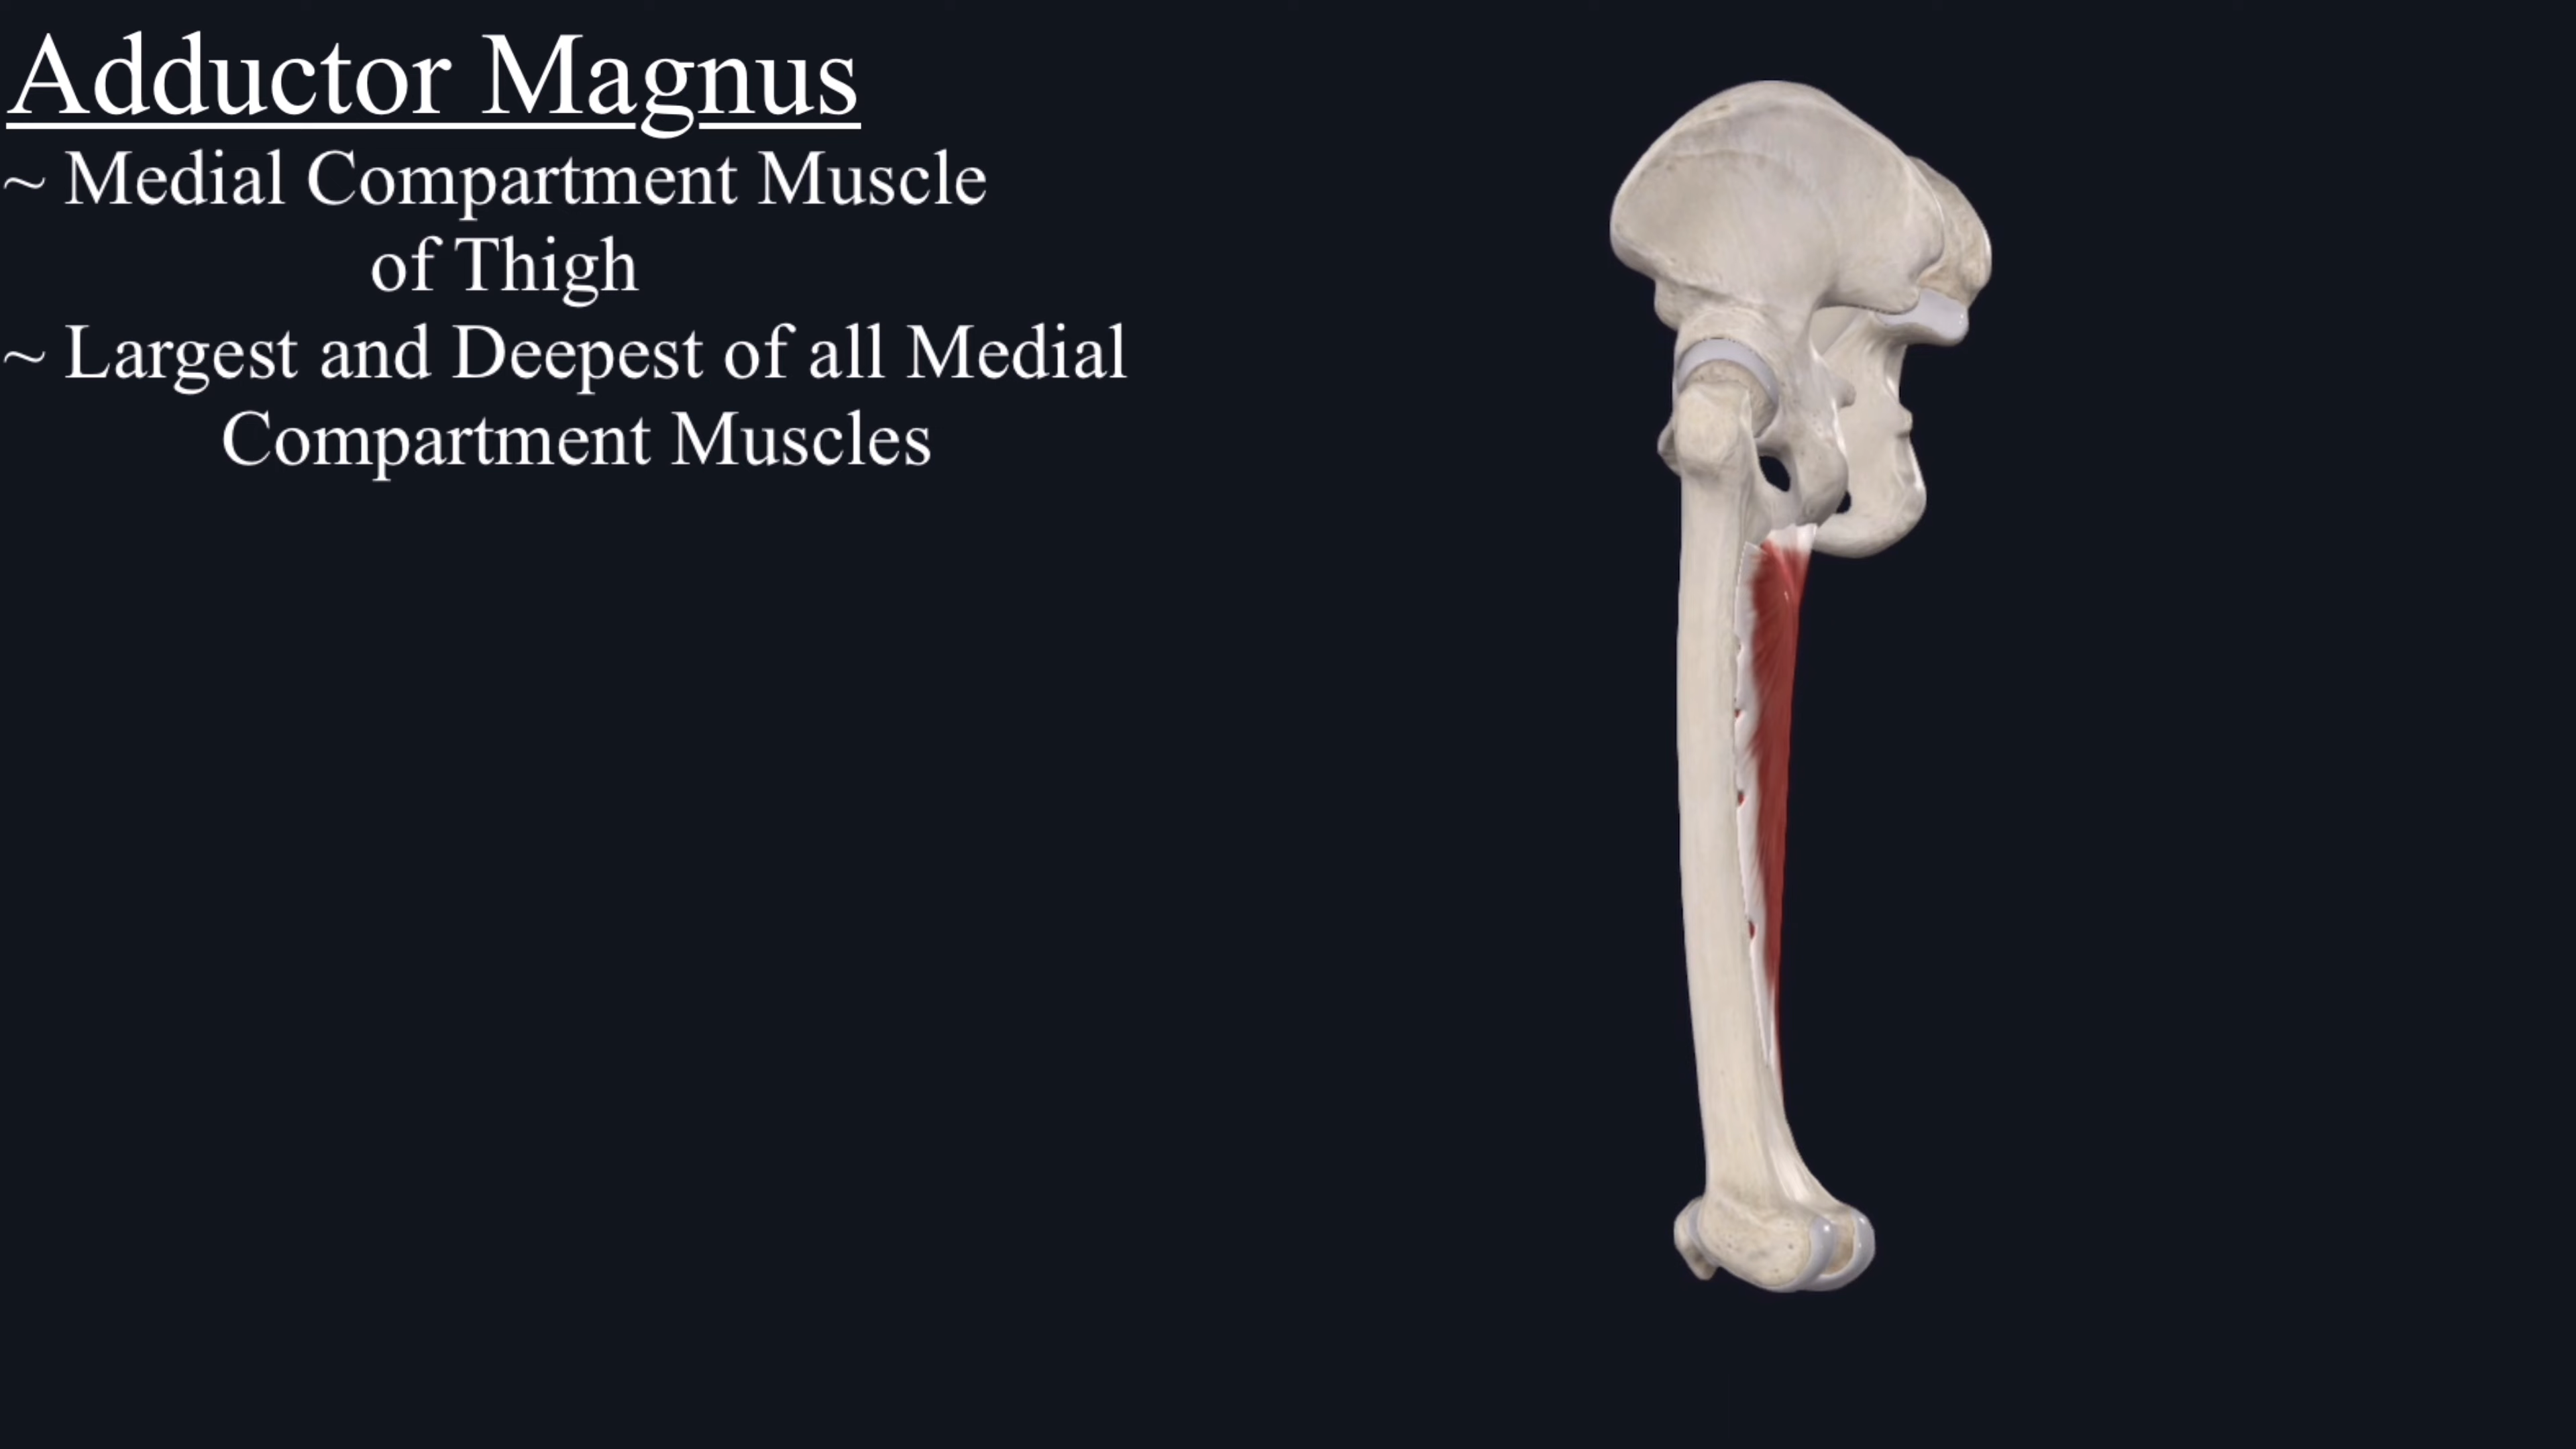 Adductor Magnus
~ Medial Compartment Muscle
of Thigh
~ Largest and Deepest of all Medial
Compartment Muscles